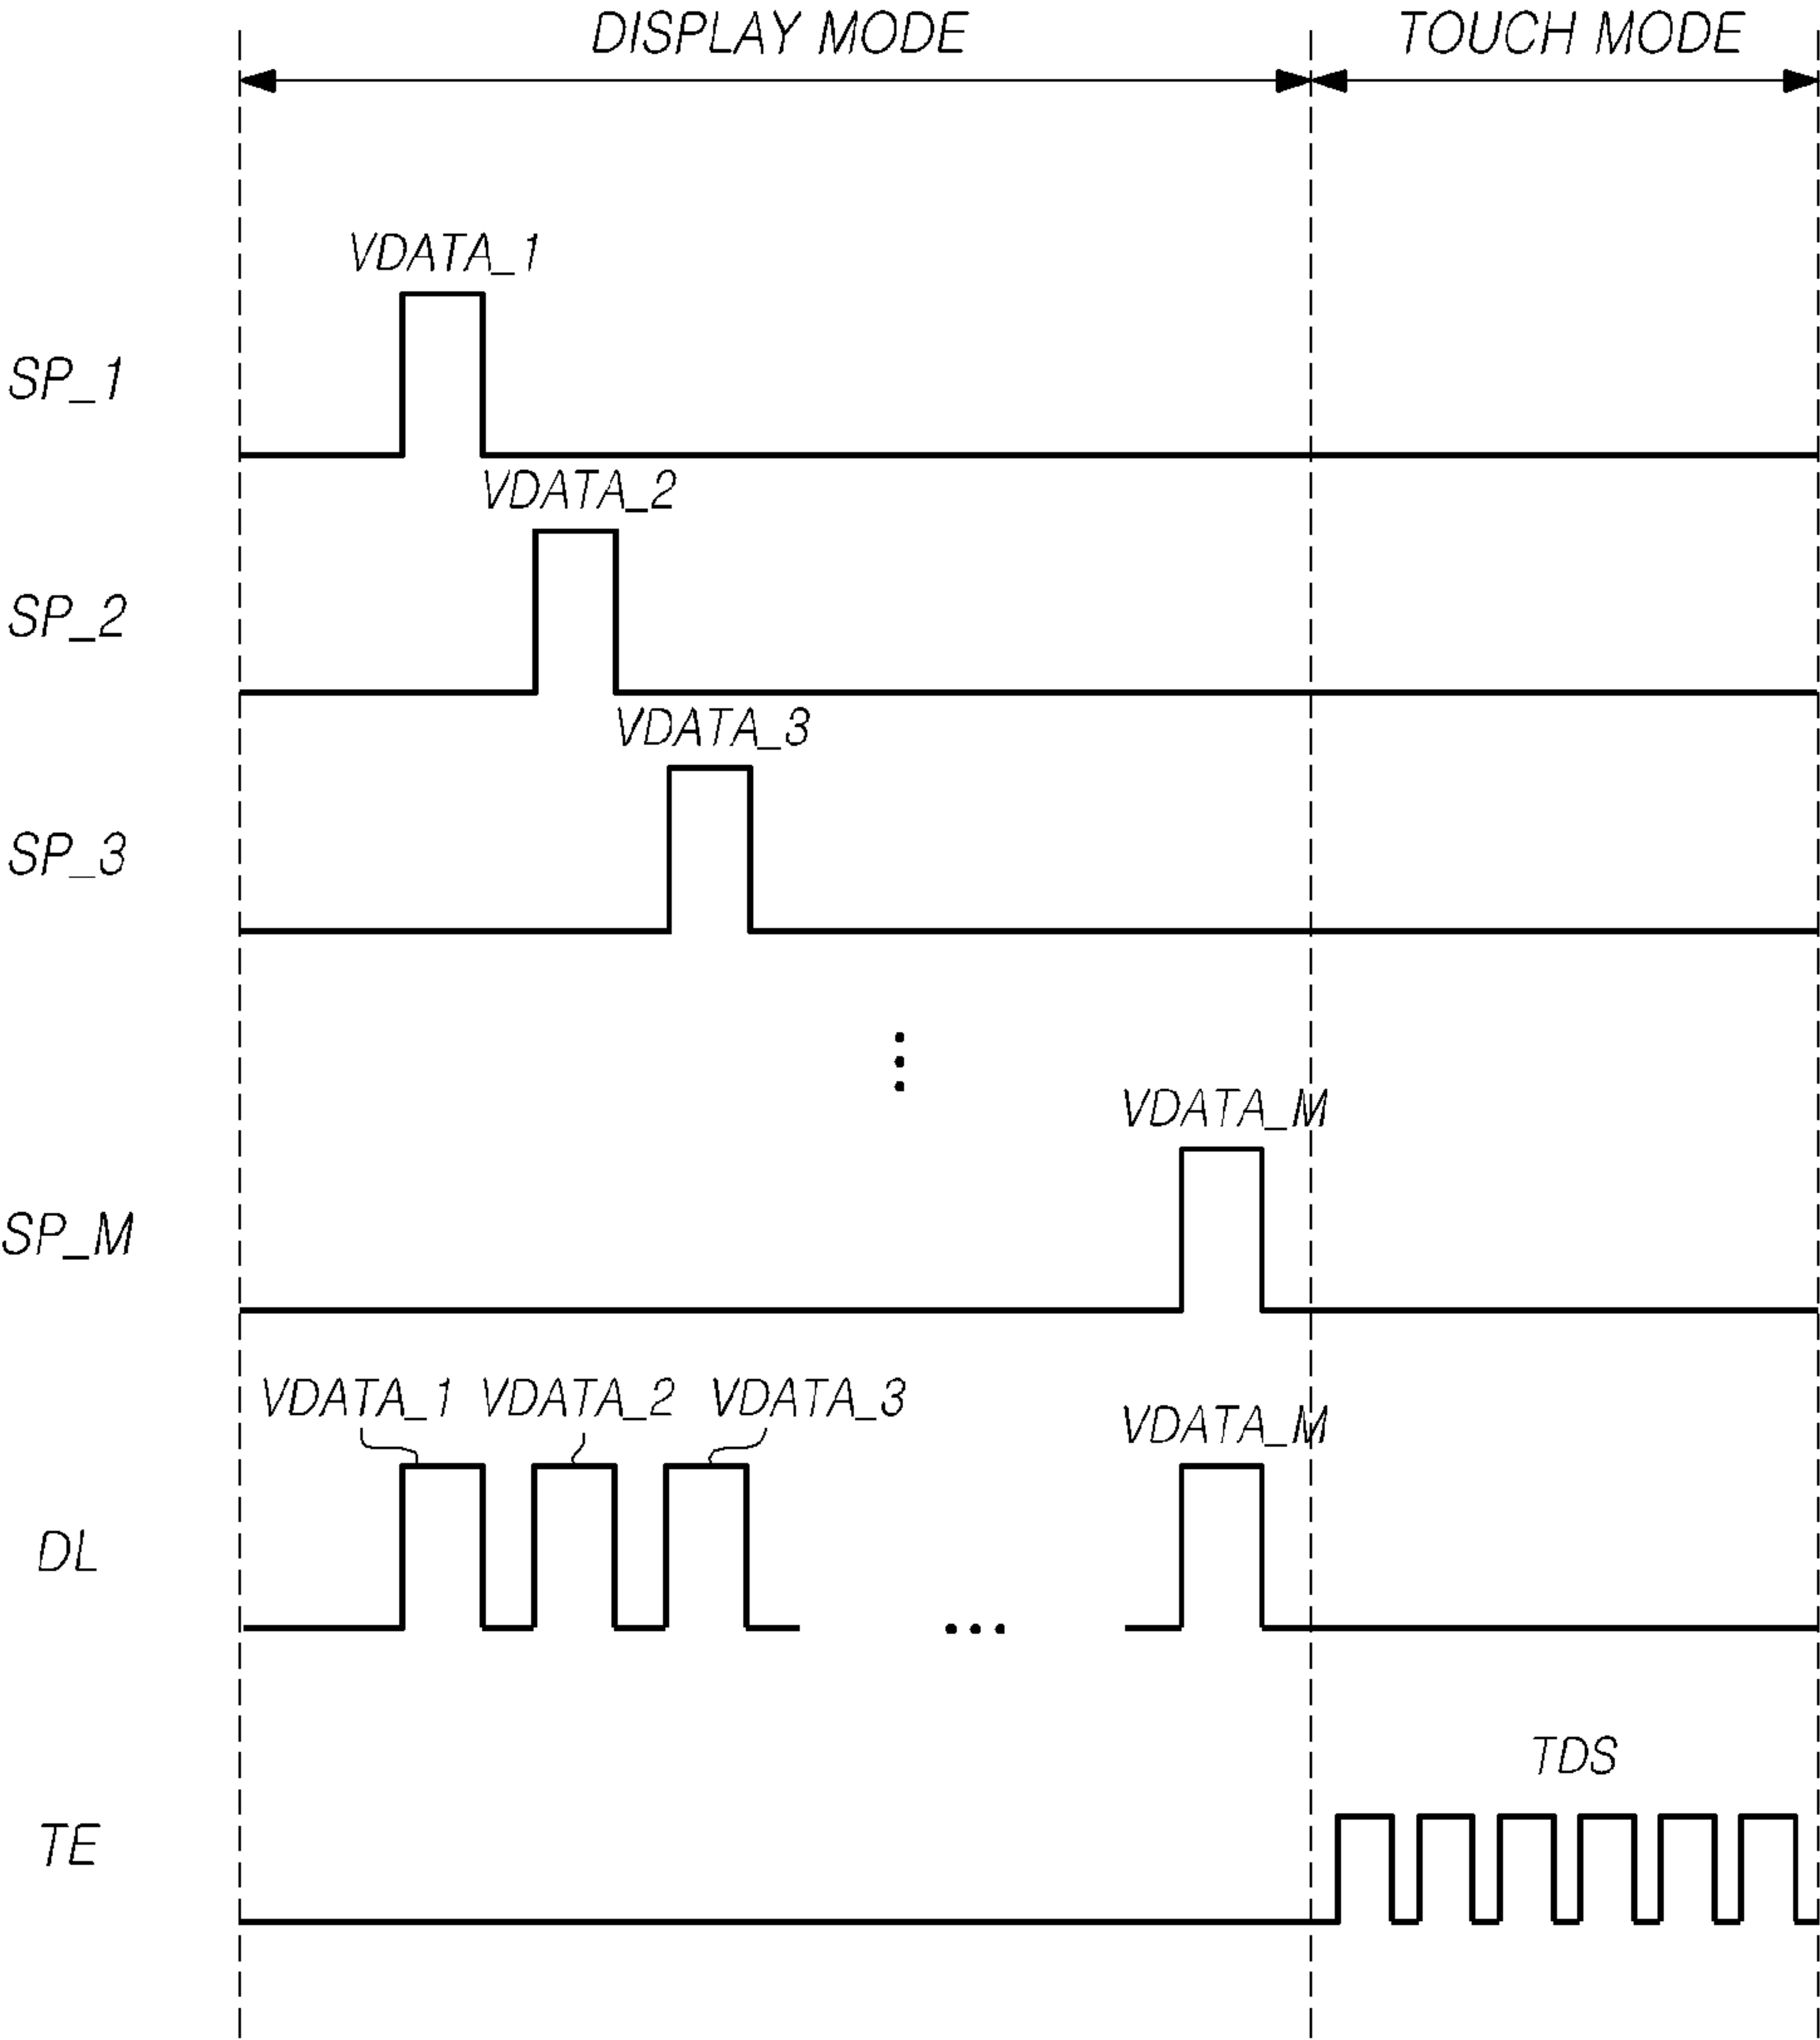 DISPLAY MODE TOUCH MODE
VDATA_1
SP_1
VDATA_2
SP_2
VDATA_3
SP_3
VDATA_M
SP_M
VDATA_1 VDATA_2 VDATA_3 VDATA_M
DL
TDS
TE